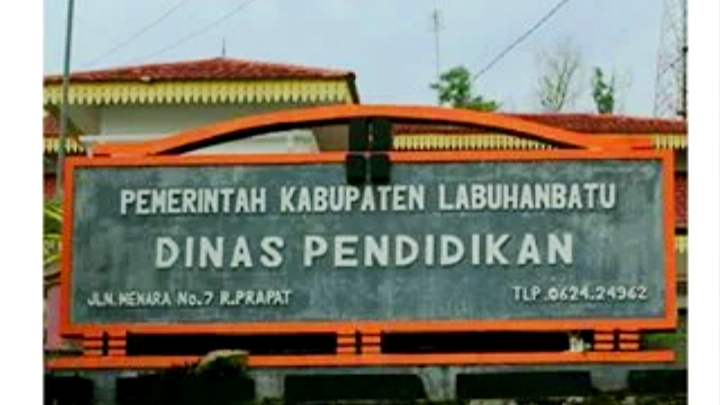 PEMERINTAH KABUPATEN LABUHANBATU
DINAS PENDIDIKAN
JLN. MENARA No.7 R.PRAPAT TLP.0624.24962